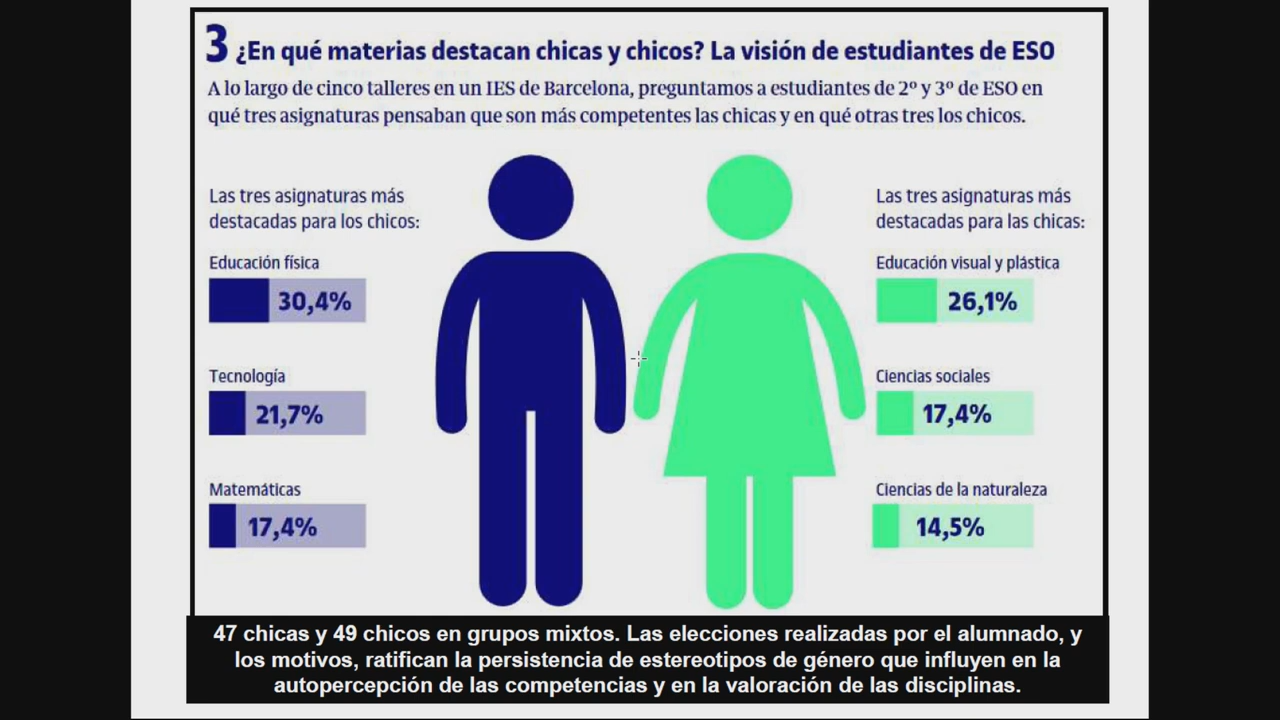 3 ¿En qué materias destacan chicas y chicos? La visión de estudiantes de ESO
A lo largo de cinco talleres en un IES de Barcelona, preguntamos a estudiantes de 2º y 3º de ESO en
qué tres asignaturas pensaban que son más competentes las chicas y en qué otras tres los chicos.
Las tres asignaturas más
destacadas para los chicos:
Educación física
30,4%
Tecnología
21,7%
Matemáticas
17,4%
Las tres asignaturas más
destacadas para las chicas:
Educación visual y plástica
26,1%
Ciencias sociales
17,4%
Ciencias de la naturaleza
14,5%
47 chicas y 49 chicos en grupos mixtos. Las elecciones realizadas por el alumnado, y
los motivos, ratifican la persistencia de estereotipos de género que influyen en la
autopercepción de las competencias y en la valoración de las disciplinas.